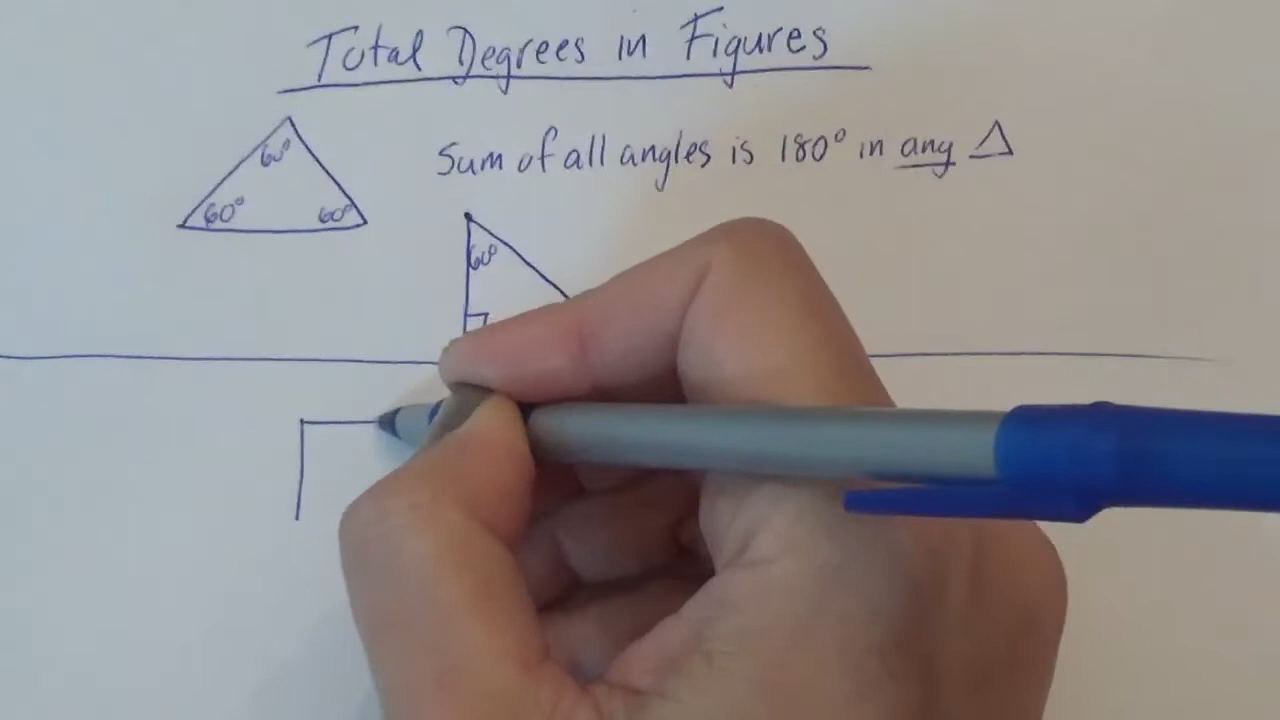 Total Degrees in Figures
Sum of all angles is 180° in any △
60°
60° 60°
60°